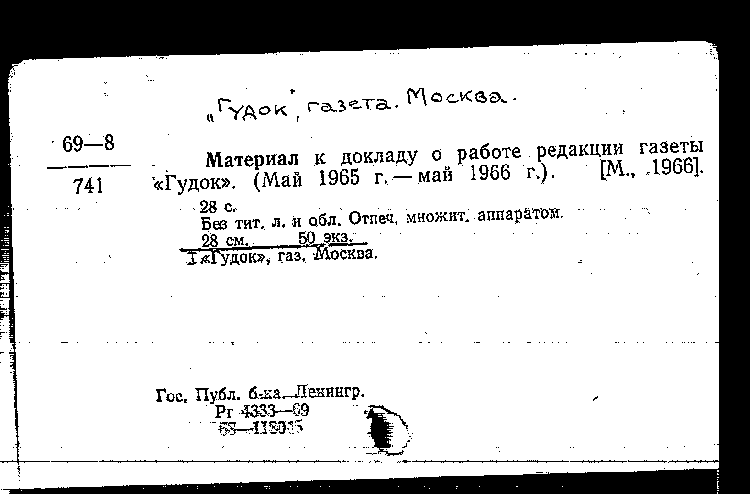 „Гудок", газета. Москва.
69—8
741
Материал к докладу о работе редакции газеты
«Гудок». (Май 1965 г. — май 1966 г.). [М., 1966].
28 с.
Без тит. л. и обл. Отпеч. множит. аппаратом.
28 см. 50 экз.
I.«Гудок», газ. Москва.
Гос. Публ. б-ка. Ленингр.
Рг 4333—69